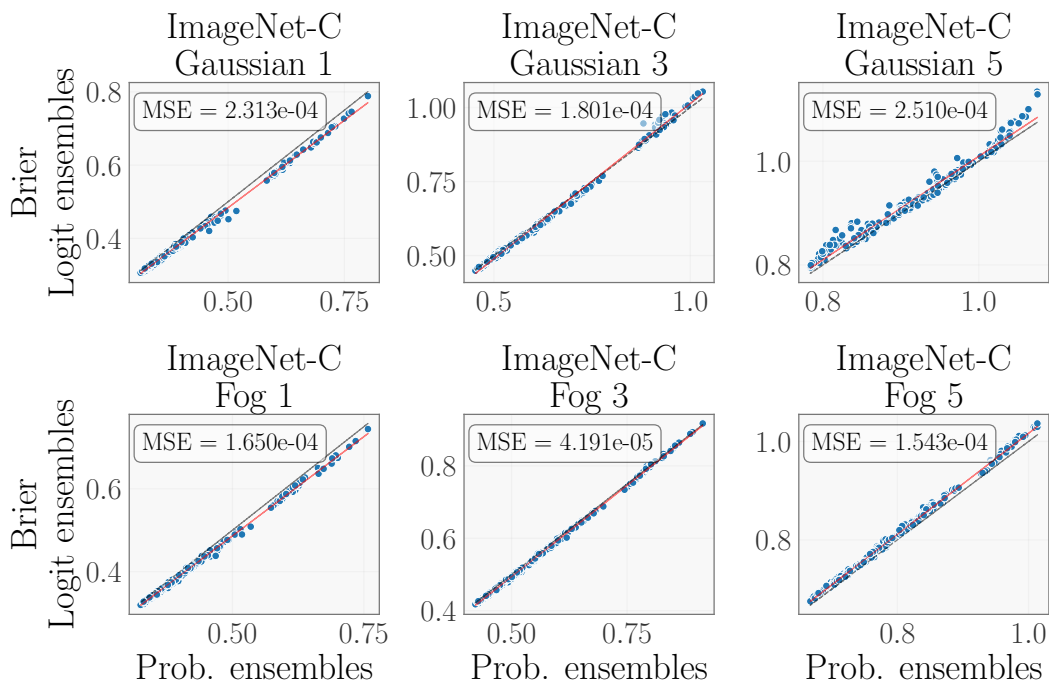 ImageNet-C
Gaussian 1
ImageNet-C
Gaussian 3
ImageNet-C
Gaussian 5
Brier
Logit ensembles
MSE = 2.313e-04
0.8
0.6
0.4
0.50
0.75
MSE = 1.801e-04
1.00
0.75
0.50
0.5
1.0
MSE = 2.510e-04
1.0
0.8
0.8
1.0
ImageNet-C
Fog 1
ImageNet-C
Fog 3
ImageNet-C
Fog 5
Brier
Logit ensembles
MSE = 1.650e-04
0.6
0.4
0.50
0.75
Prob. ensembles
MSE = 4.191e-05
0.8
0.6
0.4
0.50
0.75
Prob. ensembles
MSE = 1.543e-04
1.0
0.8
0.8
1.0
Prob. ensembles